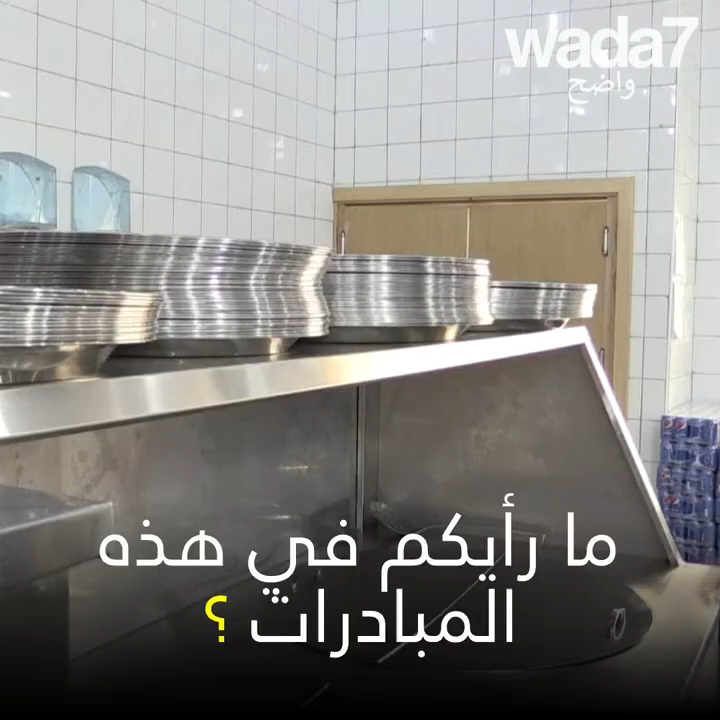 wada7
واضح.
ما رأيكم في هذه
المبادرات ؟